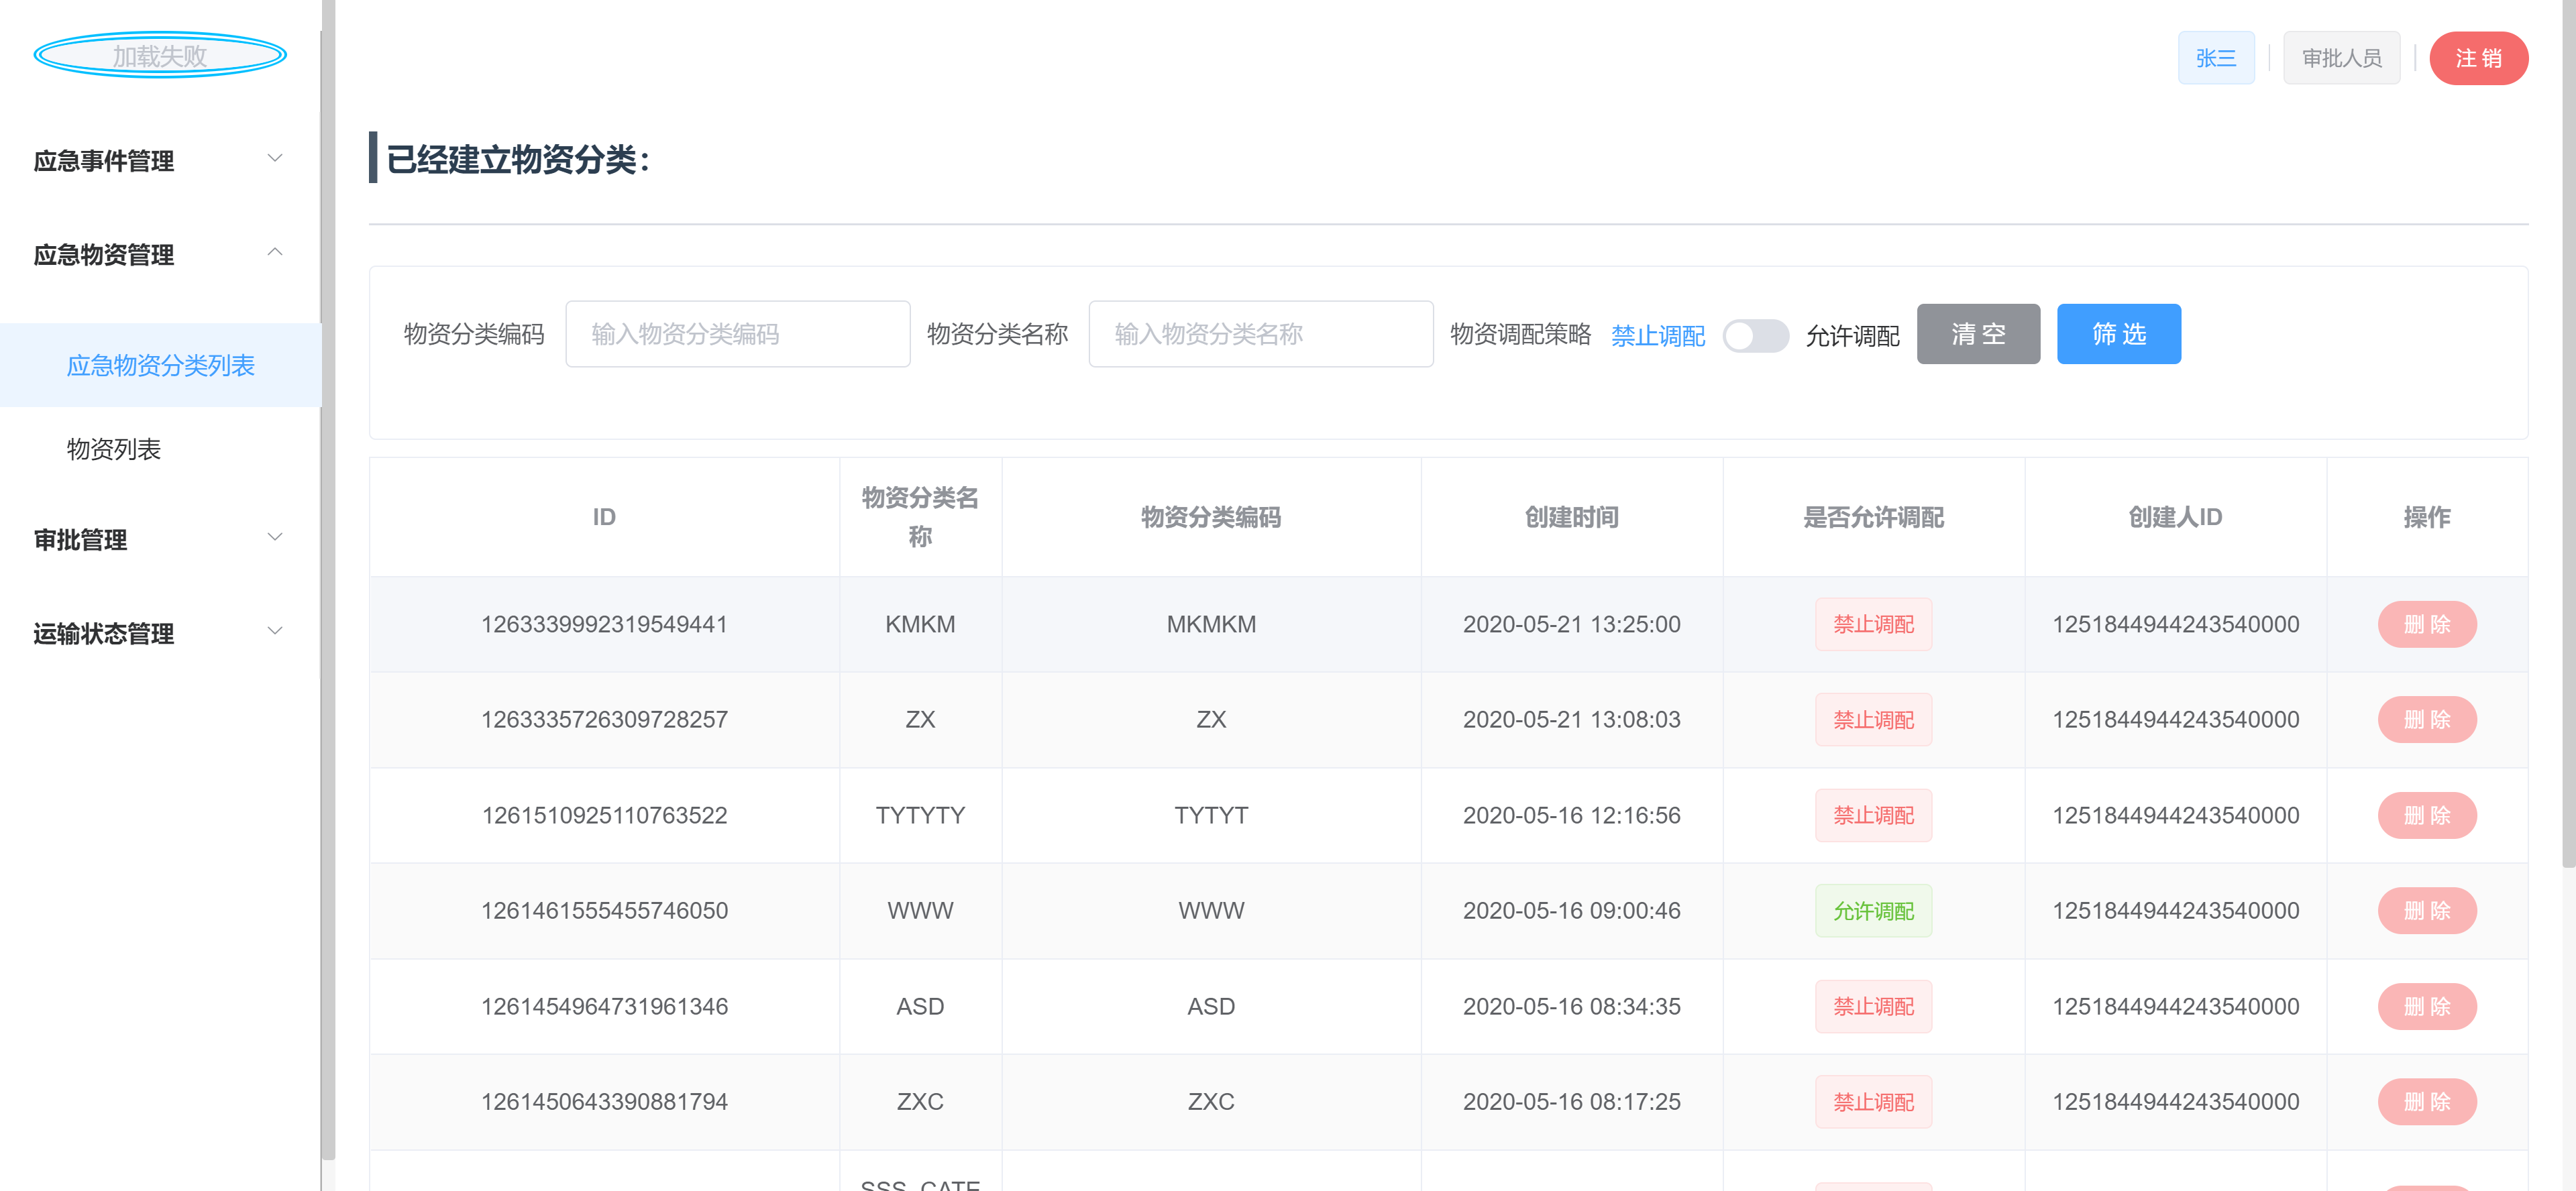 加载失败
张三
审批人员
注 销
应急事件管理
应急物资管理
应急物资分类列表
物资列表
审批管理
运输状态管理
已经建立物资分类：
物资分类编码 输入物资分类编码 物资分类名称 输入物资分类名称 物资调配策略 禁止调配 允许调配 清 空 筛 选
ID 物资分类名称 物资分类编码 创建时间 是否允许调配 创建人ID 操作
1263339992319549441 KMKM MKMKM 2020-05-21 13:25:00 禁止调配 1251844944243540000 删 除
1263335726309728257 ZX ZX 2020-05-21 13:08:03 禁止调配 1251844944243540000 删 除
1261510925110763522 TYTYTY TYTYT 2020-05-16 12:16:56 禁止调配 1251844944243540000 删 除
1261461555455746050 WWW WWW 2020-05-16 09:00:46 允许调配 1251844944243540000 删 除
1261454964731961346 ASD ASD 2020-05-16 08:34:35 禁止调配 1251844944243540000 删 除
1261450643390881794 ZXC ZXC 2020-05-16 08:17:25 禁止调配 1251844944243540000 删 除
SSS_CATE